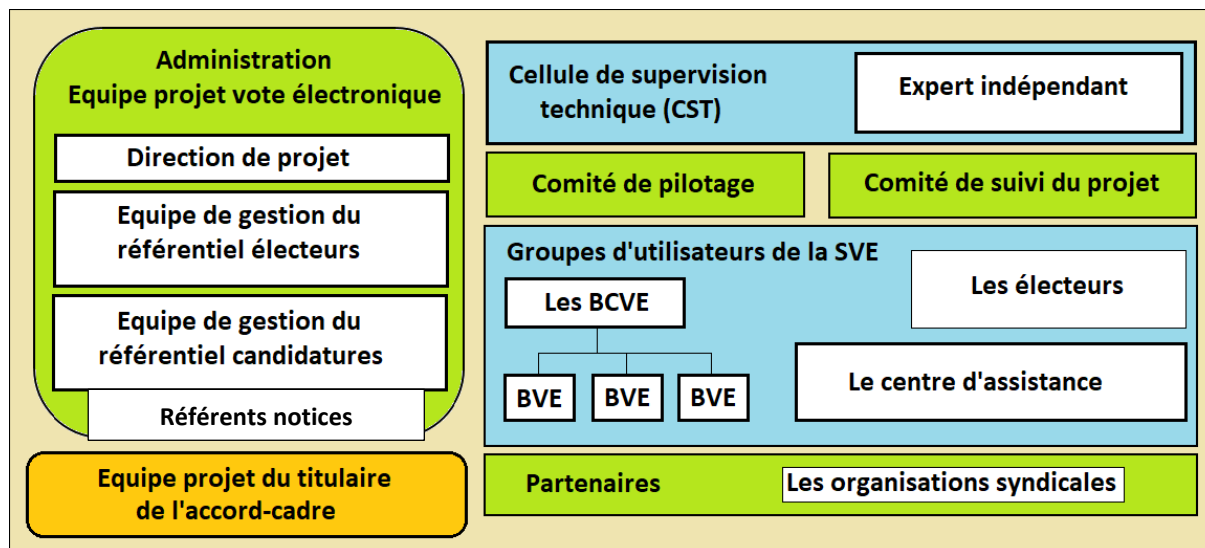 Administration
Equipe projet vote électronique
Direction de projet
Equipe de gestion du
référentiel électeurs
Equipe de gestion du
référentiel candidatures
Référents notices
Equipe projet du titulaire
de l'accord-cadre
Cellule de supervision
technique (CST)
Expert indépendant
Comité de pilotage
Comité de suivi du projet
Groupes d'utilisateurs de la SVE
Les BCVE
BVE
BVE
BVE
Les électeurs
Le centre d'assistance
Partenaires
Les organisations syndicales